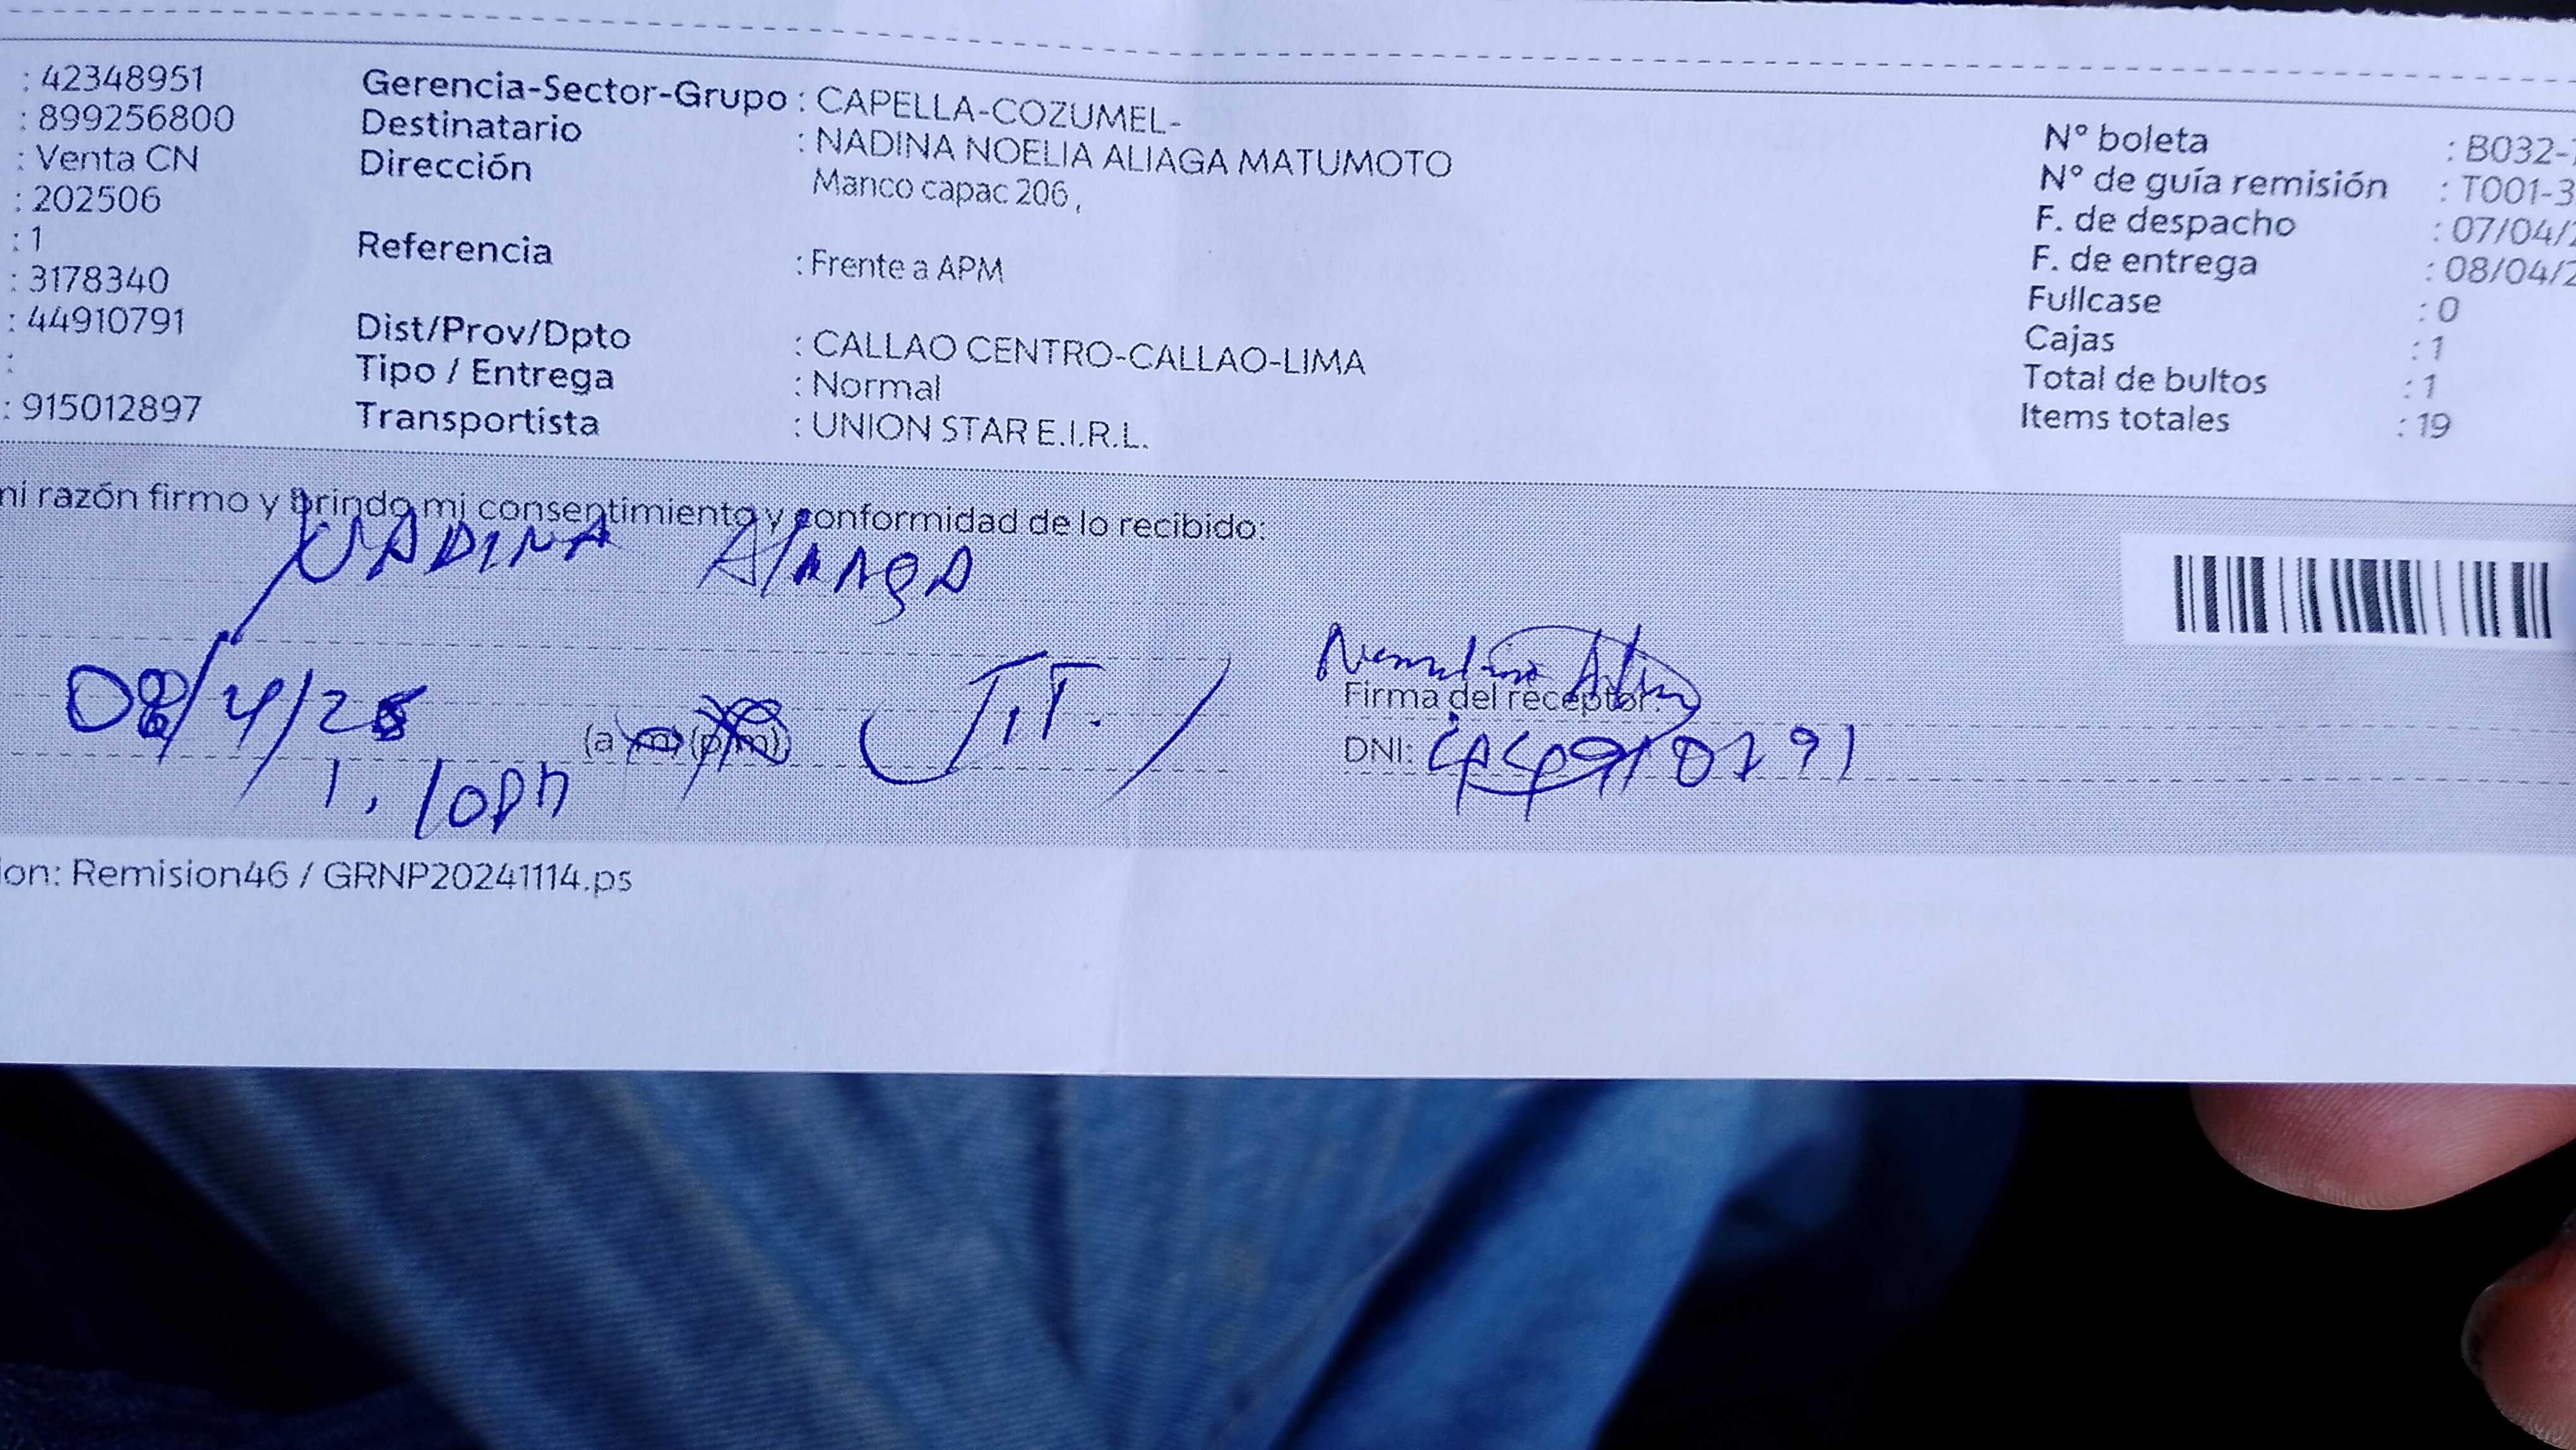 : 42348951
: 899256800
: Venta CN
: 202506
: 1
: 3178340
: 44910791
:
: 915012897
Gerencia-Sector-Grupo : CAPELLA-COZUMEL-
Destinatario : NADINA NOELIA ALIAGA MATUMOTO
Dirección Manco capac 206,
Referencia : Frente a APM
Dist/Prov/Dpto : CALLAO CENTRO-CALLAO-LIMA
Tipo / Entrega : Normal
Transportista : UNION STAR E.I.R.L.
N° boleta : B032-
N° de guía remisión : T001-3
F. de despacho : 07/04/2
F. de entrega : 08/04/2
Fullcase : 0
Cajas : 1
Total de bultos : 1
Items totales : 19
mi razón firmo y brindo mi consentimiento y conformidad de lo recibido:
NADINA Aliaga
08/4/25
(a m) (p m) J.T.
1.10pm
Firma del receptor:
DNI: 44910791
ion: Remision46 / GRNP20241114.ps